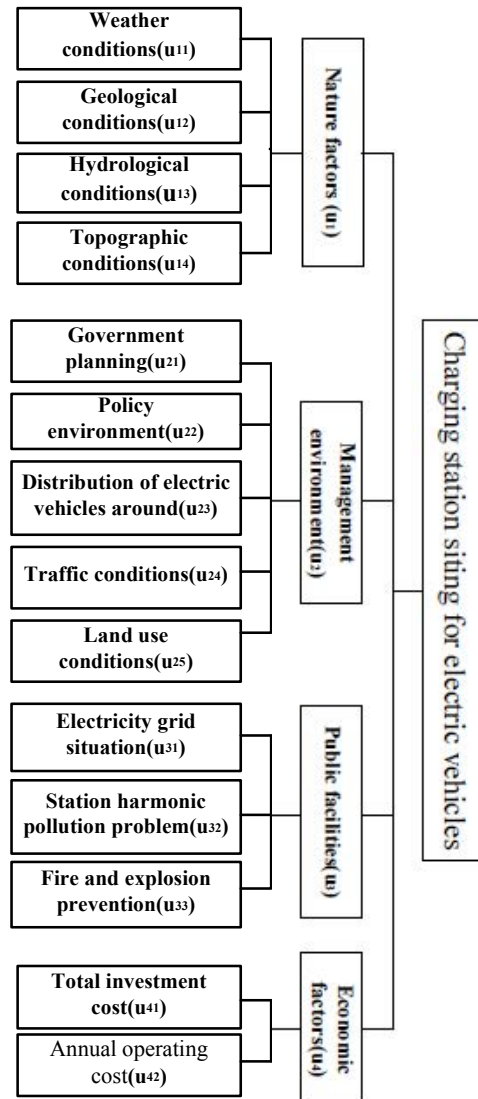 Weather
conditions(u11)
Geological
conditions(u12)
Hydrological
conditions(u13)
Topographic
conditions(u14)
Nature factors (u1)
Government
planning(u21)
Policy
environment(u22)
Distribution of electric
vehicles around(u23)
Traffic conditions(u24)
Land use
conditions(u25)
Management
environment(u2)
Electricity grid
situation(u31)
Station harmonic
pollution problem(u32)
Fire and explosion
prevention(u33)
Public facilities(u3)
Total investment
cost(u41)
Annual operating
cost(u42)
Economic
factors(u4)
Charging station siting for electric vehicles